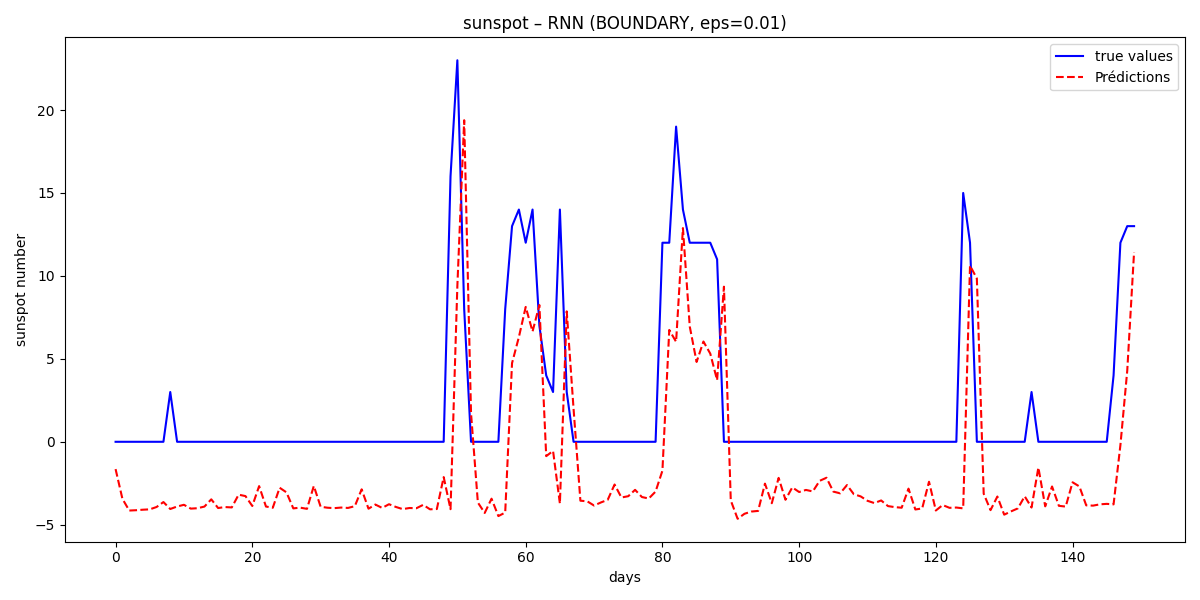 sunspot – RNN (BOUNDARY, eps=0.01)
true values
Prédictions
sunspot number
20
15
10
5
0
−5
0 20 40 60 80 100 120 140
days